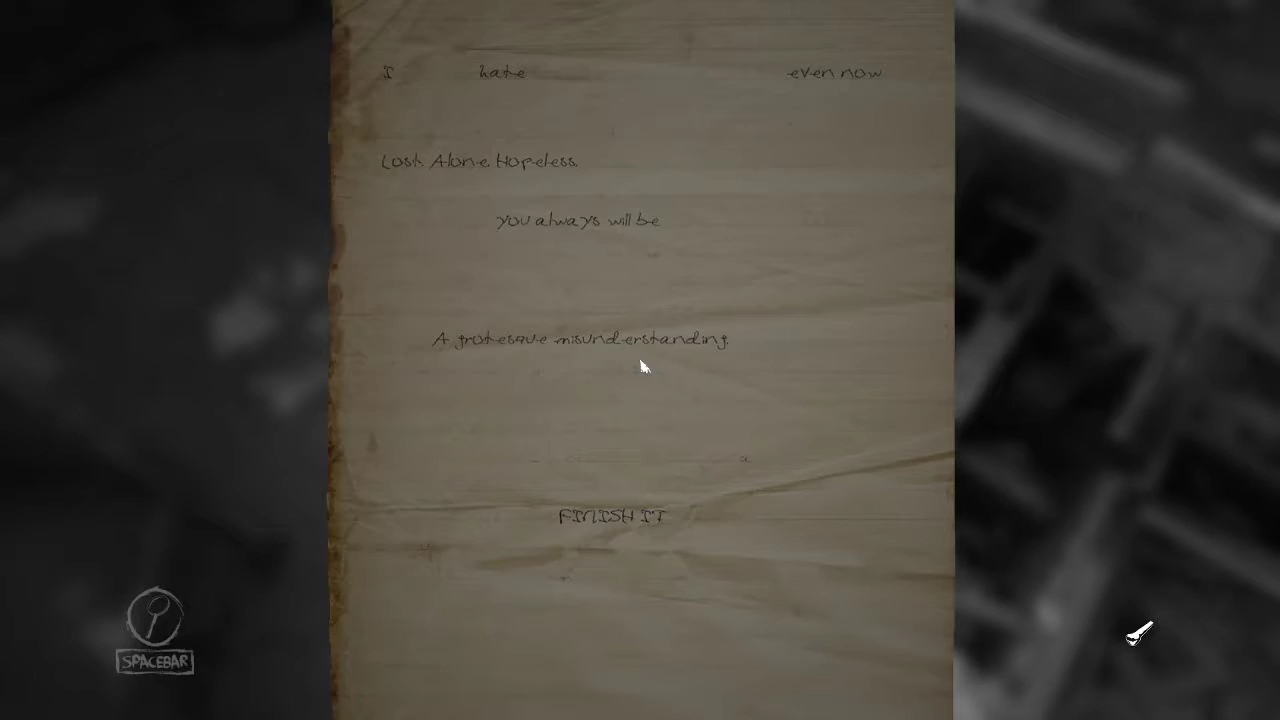 I hate even now
Lost. Alone. Hopeless.
you always will be
A grotesque misunderstanding.
a
FINISH IT
SPACEBAR